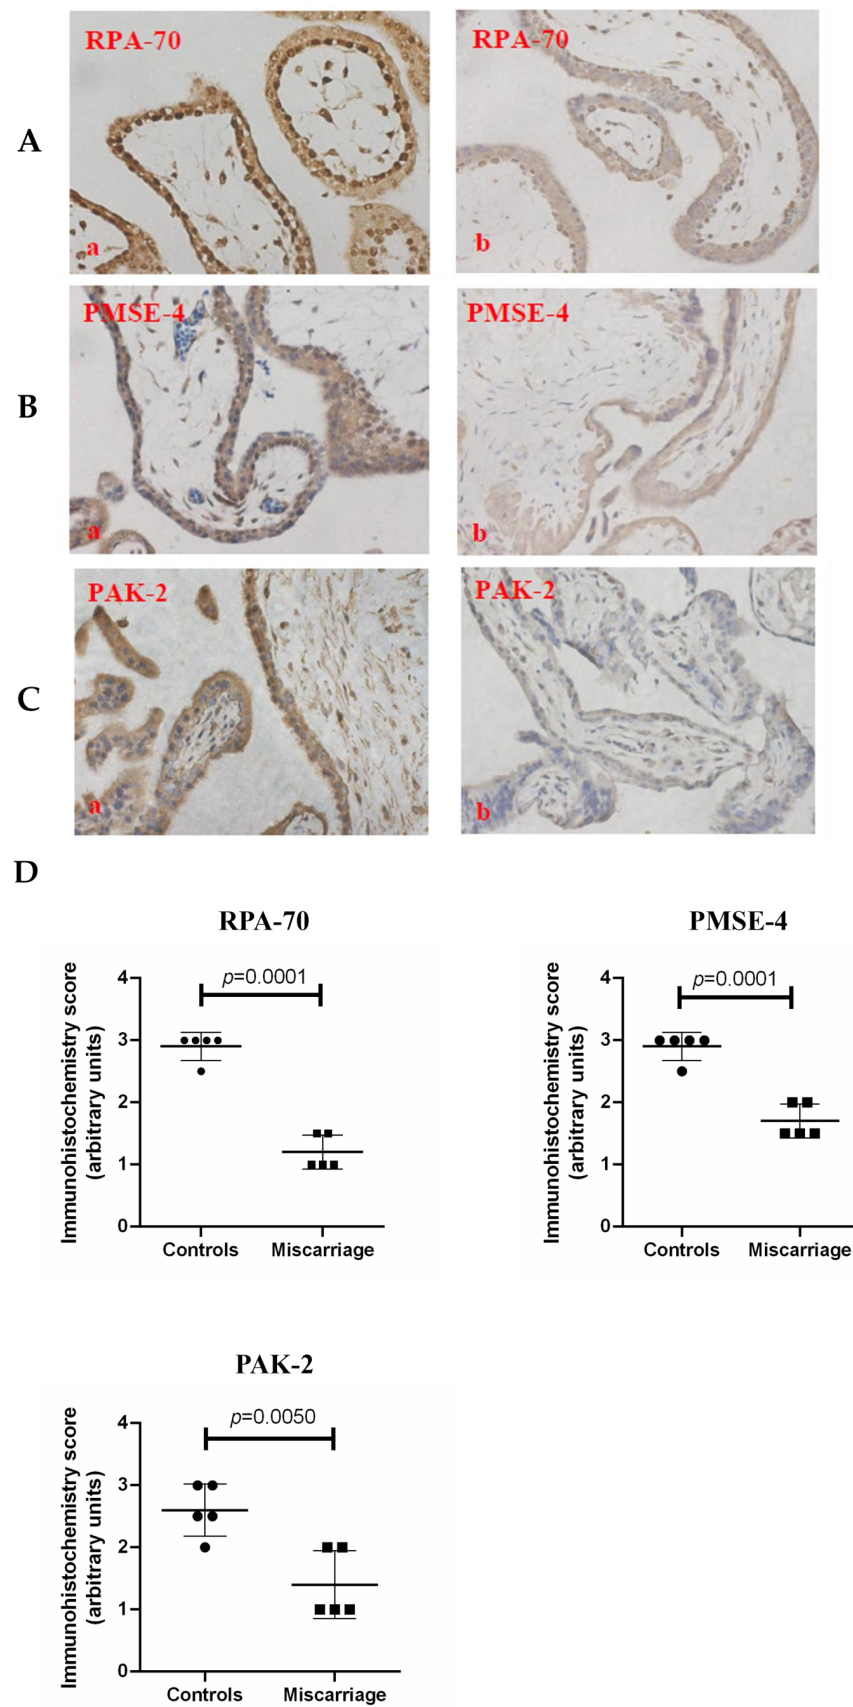 A
RPA-70
a
RPA-70
b
B
PMSE-4
a
PMSE-4
b
C
PAK-2
a
PAK-2
b
D
RPA-70
Immunohistochemistry score
(arbitrary units)
4
3
2
1
0
p=0.0001
Controls
Miscarriage
PMSE-4
Immunohistochemistry score
(arbitrary units)
4
3
2
1
0
p=0.0001
Controls
Miscarriage
PAK-2
Immunohistochemistry score
(arbitrary units)
4
3
2
1
0
p=0.0050
Controls
Miscarriage